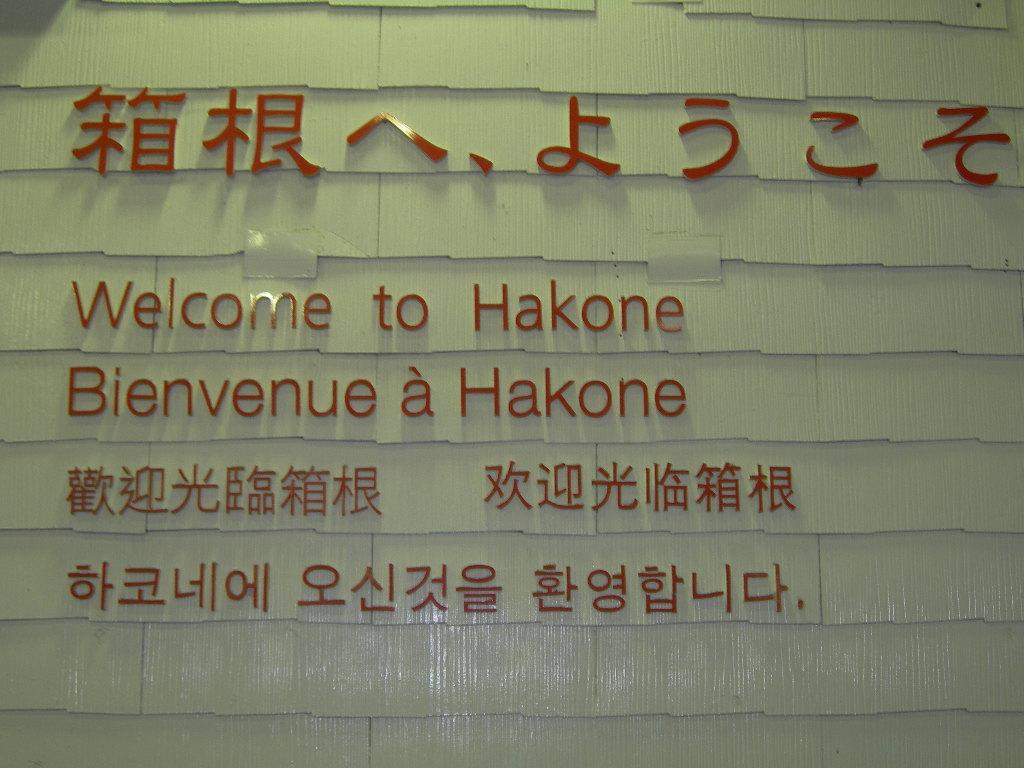 箱根へ、ようこそ
Welcome to Hakone
Bienvenue à Hakone
歡迎光臨箱根 欢迎光临箱根
하코네에 오신것을 환영합니다.